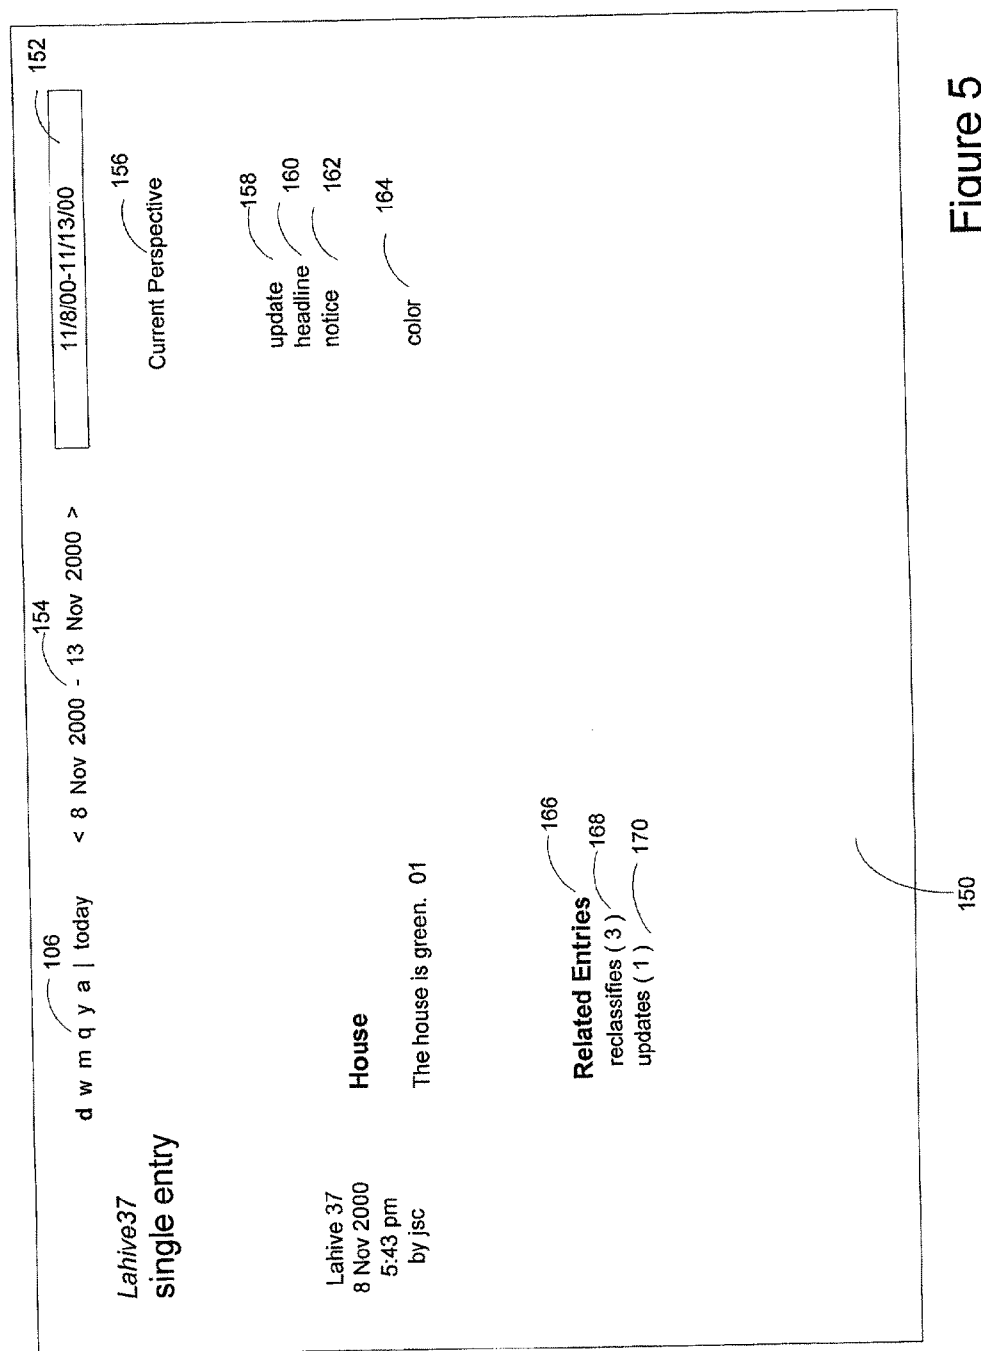 152
106
154
d w m q y a | today < 8 Nov 2000 - 13 Nov 2000 > 11/8/00-11/13/00
Lahive37
single entry
156
Current Perspective
158
160
162
update
headline
notice
Lahive 37
8 Nov 2000
5:43 pm
by jsc
House
The house is green. 01
164
color
166
168
170
Related Entries
reclassifies ( 3 )
updates ( 1 )
150
Figure 5